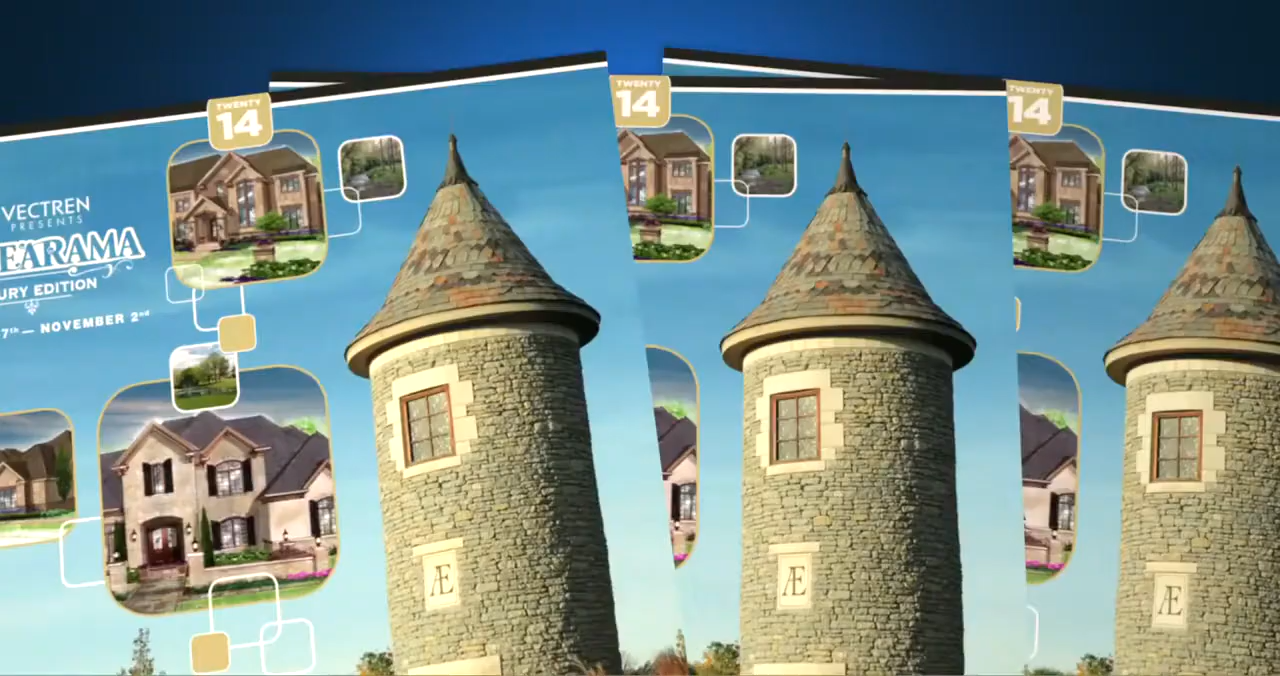 TWENTY
14
VECTREN
PRESENTS
EARAMA
URY EDITION
7th — NOVEMBER 2nd
Æ
TWENTY
14
Æ
TWENTY
14
Æ